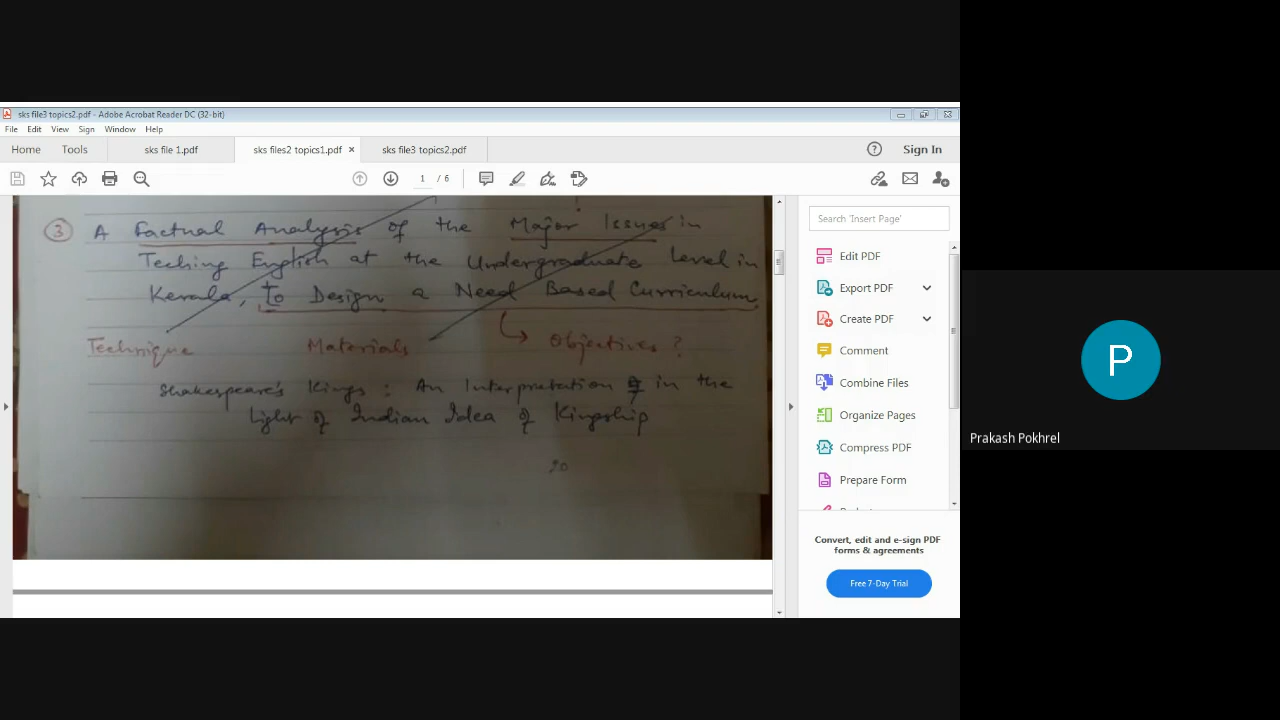 sks file3 topics2.pdf - Adobe Acrobat Reader DC (32-bit)
File Edit View Sign Window Help
Home Tools sks file 1.pdf sks files2 topics1.pdf × sks file3 topics2.pdf ? Sign In
1 / 6
3 A Factual Analysis of the Major Issues in
Teching English at the Undergraduate Level in
Kerala, to Design a Need Based Curriculum.
Technique Materials Objectives ?
Shakespeare's Kings : An Interpretation in the
Light of Indian Idea of Kingship
20
Search 'Insert Page'
Edit PDF
Export PDF
Create PDF
Comment
Combine Files
Organize Pages
Compress PDF
Prepare Form
Convert, edit and e-sign PDF
forms & agreements
Free 7-Day Trial
P
Prakash Pokhrel